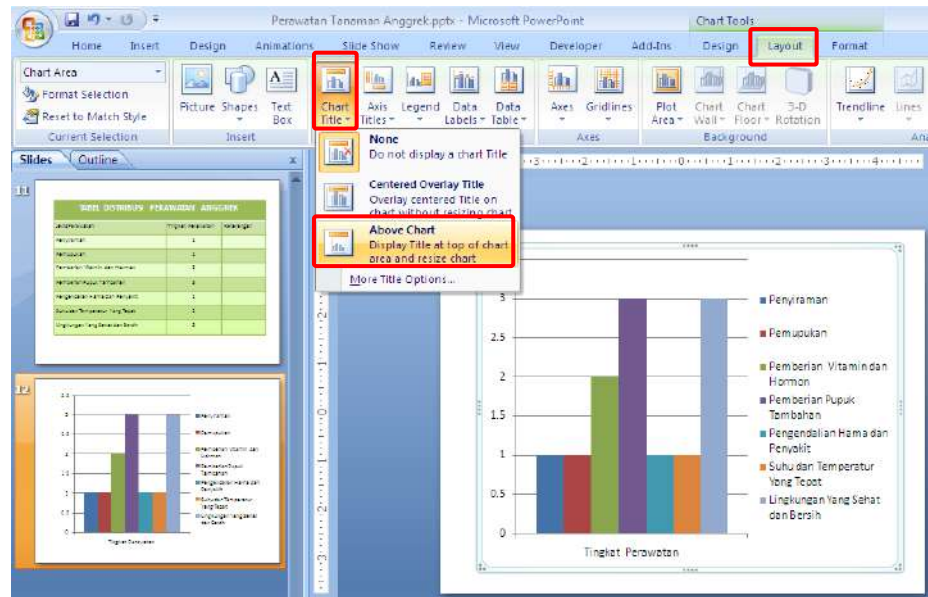 Perewatan Tanaman Anggrek.pptx - Microsoft PowerPoint
Chart Tools
Home Insert Design Animations Slide Show Review View Developer Add-Ins Design Layout Format
Chart Area
Format Selection
Reset to Match Style
Current Selection
Picture Shapes Text Box
Insert
Chart Title Axis Titles Legend Data Labels Data Table
Axes Gridlines
Axes
Plot Area Chart Wall Chart Floor 3-D Rotation
Background
Trendline Lines
Ana
None
Do not display a chart Title
Centered Overlay Title
Overlay centered Title on
chart without resizing chart
Above Chart
Display Title at top of chart
area and resize chart
More Title Options...
Slides Outline
11
TABEL DISTRIBUSI PERAWATAN ANGGREK
12
Tingkat Perawatan
3
2.5
2
1.5
1
0.5
0
Tingkat Perawatan
Penyiraman
Pemupukan
Pemberian Vitamin dan
Hormon
Pemberian Pupuk
Tambahan
Pengendalian Hama dan
Penyakit
Suhu dan Temperatur
Yang Tepat
Lingkungan Yang Sehat
dan Bersih